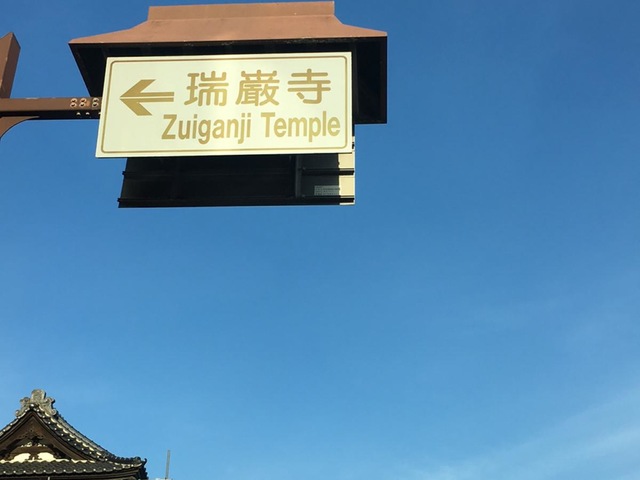 瑞巌寺
Zuiganji Temple